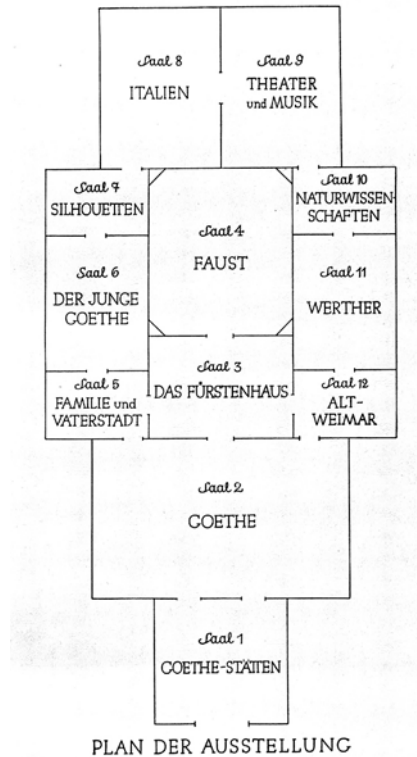 Saal 8
ITALIEN
Saal 9
THEATER
und MUSIK
Saal 7
SILHOUETTEN
Saal 4
FAUST
Saal 10
NATURWISSEN
SCHAFTEN
Saal 6
DER JUNGE
GOETHE
Saal 11
WERTHER
Saal 5
FAMILIE und
VATERSTADT
Saal 3
DAS FÜRSTENHAUS
Saal 12
ALT-
WEIMAR
Saal 2
GOETHE
Saal 1
GOETHE-STÄTTEN
PLAN DER AUSSTELLUNG